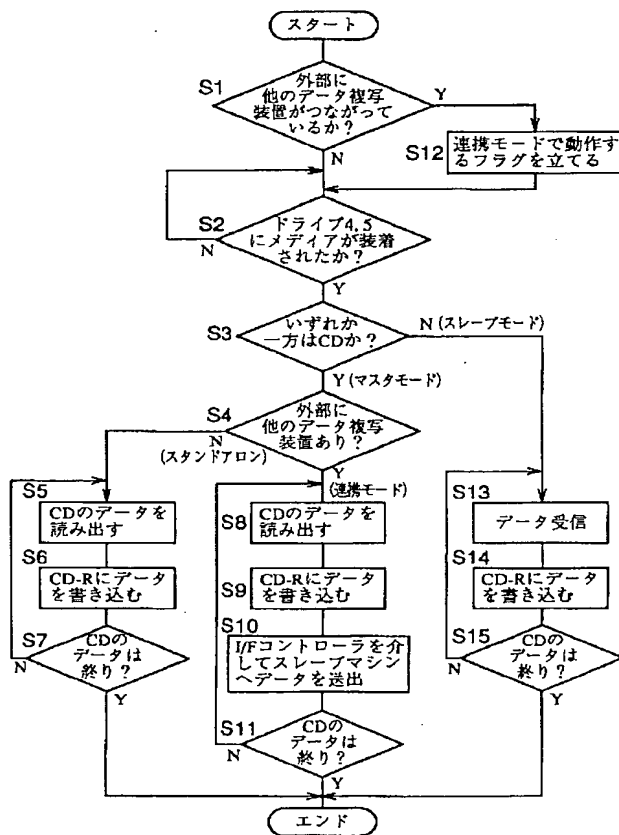 スタート
S1
外部に
他のデータ複写
装置がつながって
いるか?
Y
N
S12
連携モードで動作す
るフラグを立てる
S2
ドライブ4,5
にメディアが装着
されたか?
N
Y
S3
いずれか
一方はCDか?
N(スレーブモード)
Y(マスタモード)
S4
外部に
他のデータ複写
装置あり?
N
(スタンドアロン)
Y
(連携モード)
S5
CDのデータを
読み出す
S6
CD-Rにデータ
を書き込む
S7
CDの
データは
終り?
N
Y
S8
CDのデータを
読み出す
S9
CD-Rにデータ
を書き込む
S10
I/Fコントローラを介
してスレーブマシン
へデータを送出
S11
CDの
データは
終り?
N
Y
S13
データ受信
S14
CD-Rにデータ
を書き込む
S15
CDの
データは
終り?
N
Y
エンド